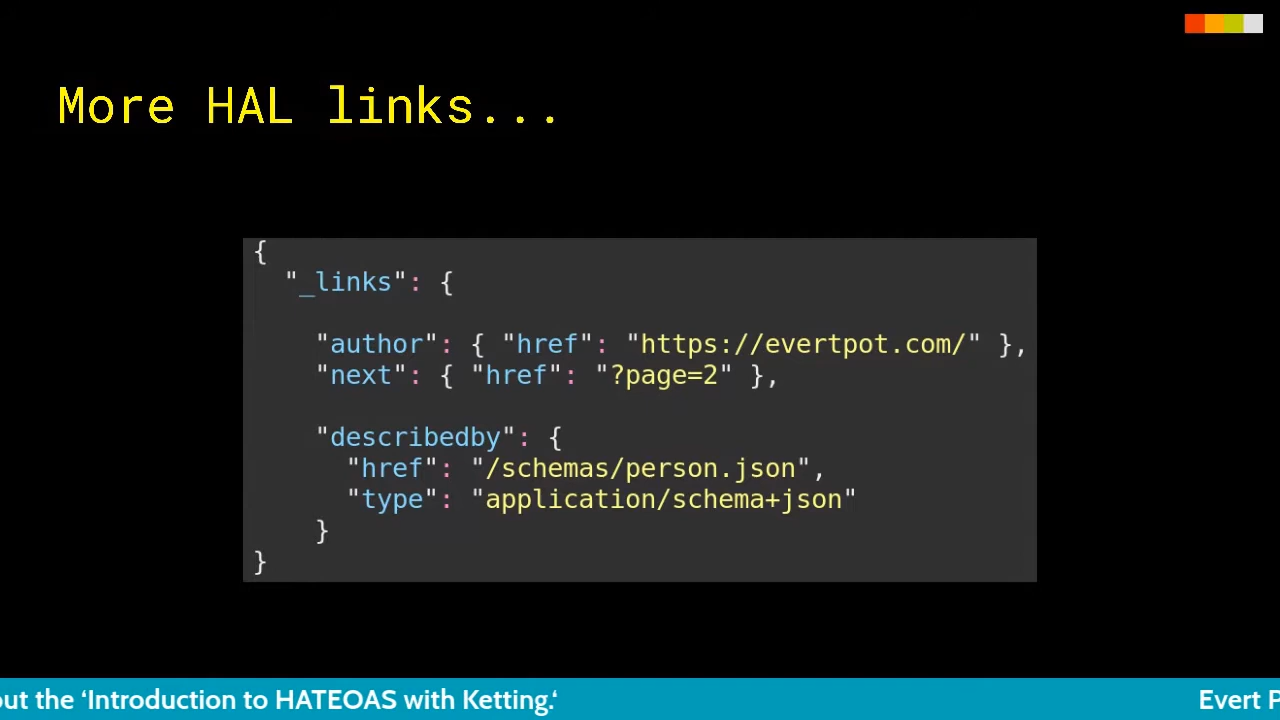 More HAL links...
{
"_links": {
"author": { "href": "https://evertpot.com/" },
"next": { "href": "?page=2" },
"describedby": {
"href": "/schemas/person.json",
"type": "application/schema+json"
}
}
out the ‘Introduction to HATEOAS with Ketting.‘
Evert P